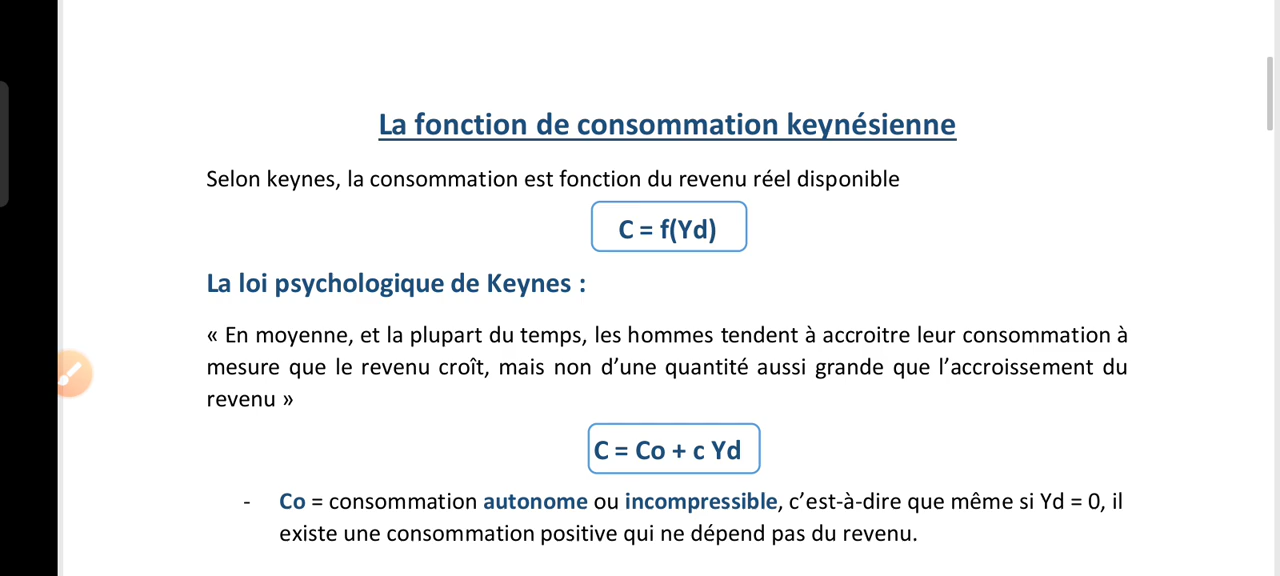 La fonction de consommation keynésienne
Selon keynes, la consommation est fonction du revenu réel disponible
C = f(Yd)
La loi psychologique de Keynes :
« En moyenne, et la plupart du temps, les hommes tendent à accroitre leur consommation à
mesure que le revenu croît, mais non d’une quantité aussi grande que l’accroissement du
revenu »
C = Co + c Yd
- Co = consommation autonome ou incompressible, c’est-à-dire que même si Yd = 0, il
existe une consommation positive qui ne dépend pas du revenu.